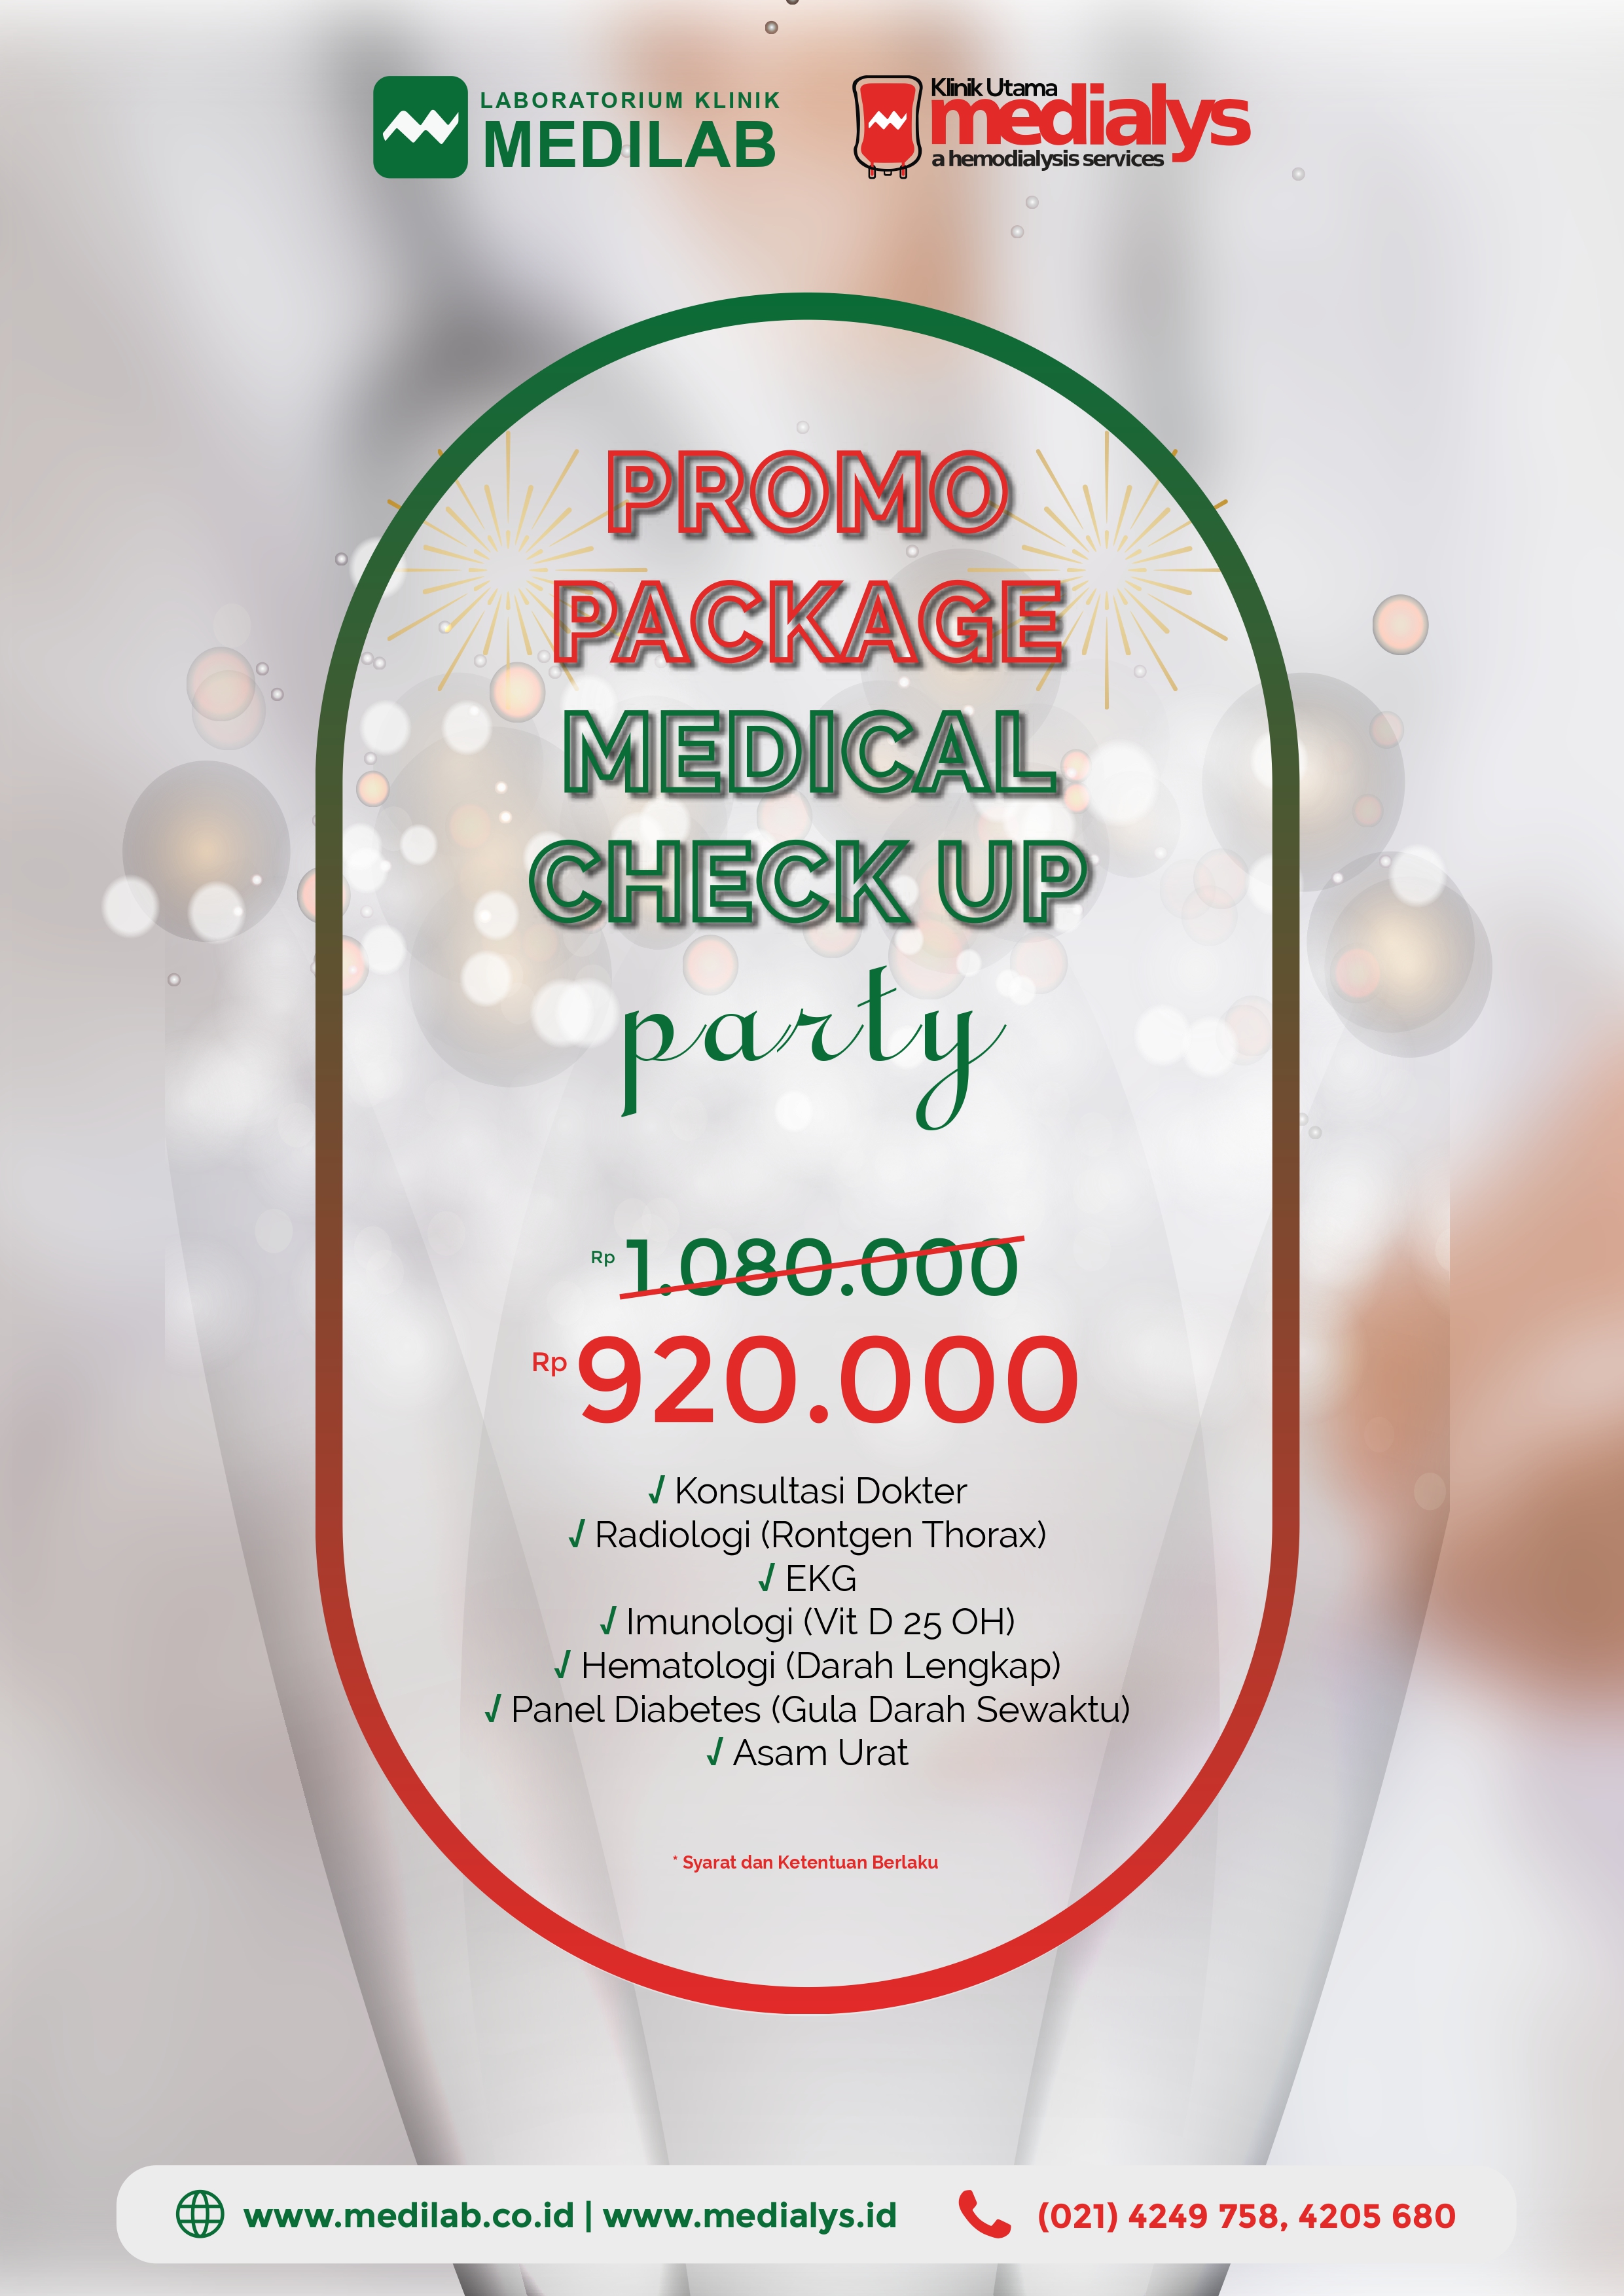 LABORATORIUM KLINIK
MEDILAB
Klinik Utama
medialys
a hemodialysis services
PROMO
PACKAGE
MEDICAL
CHECK UP
party
Rp 1.080.000
Rp 920.000
√ Konsultasi Dokter
√ Radiologi (Rontgen Thorax)
√ EKG
√ Imunologi (Vit D 25 OH)
√ Hematologi (Darah Lengkap)
√ Panel Diabetes (Gula Darah Sewaktu)
√ Asam Urat
* Syarat dan Ketentuan Berlaku
www.medilab.co.id | www.medialys.id
(021) 4249 758, 4205 680